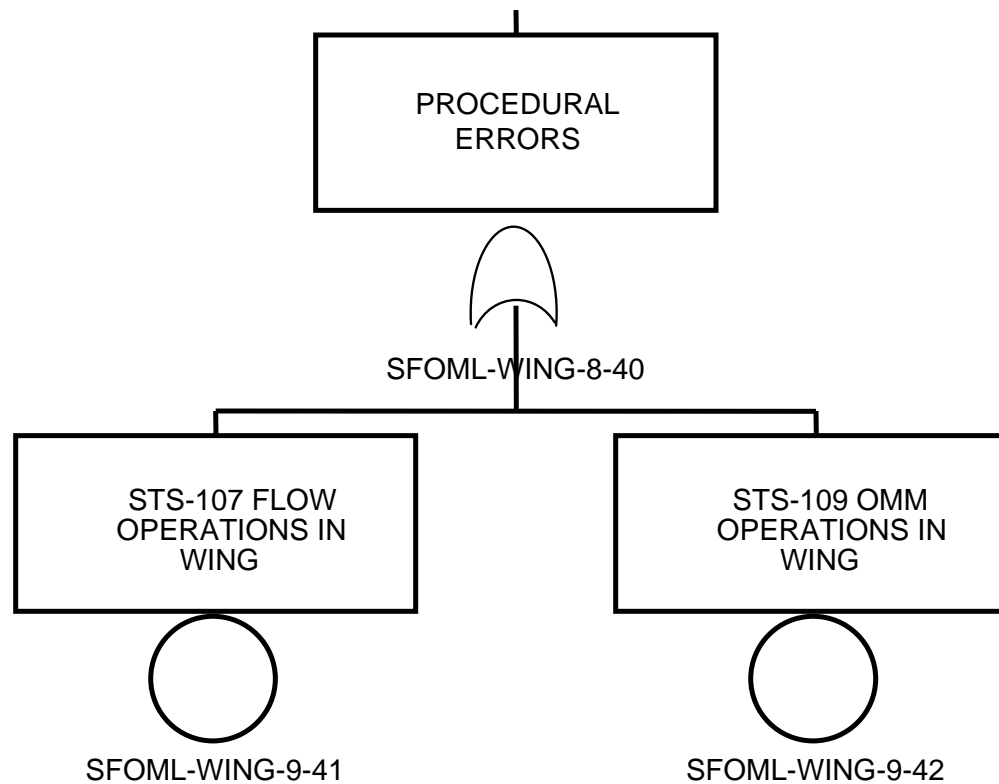 PROCEDURAL
ERRORS
SFOML-WING-8-40
STS-107 FLOW
OPERATIONS IN
WING
STS-109 OMM
OPERATIONS IN
WING
SFOML-WING-9-41
SFOML-WING-9-42